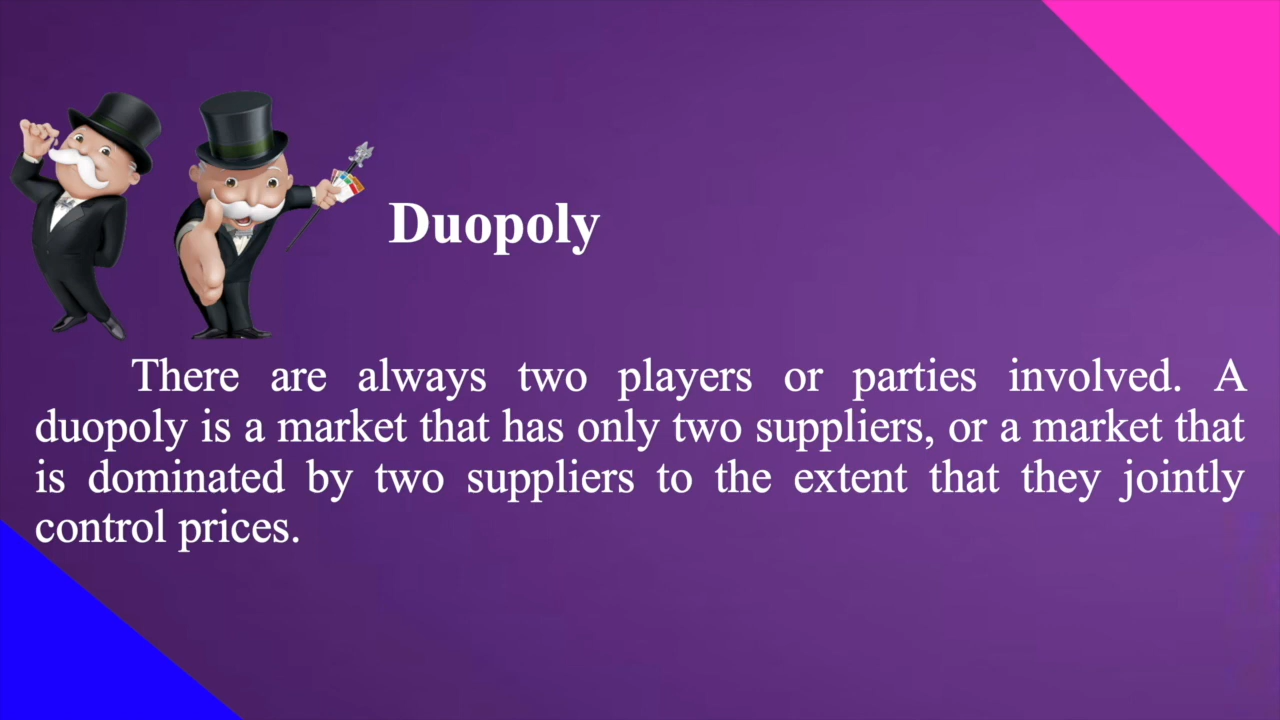 Duopoly
There are always two players or parties involved. A
duopoly is a market that has only two suppliers, or a market that
is dominated by two suppliers to the extent that they jointly
control prices.